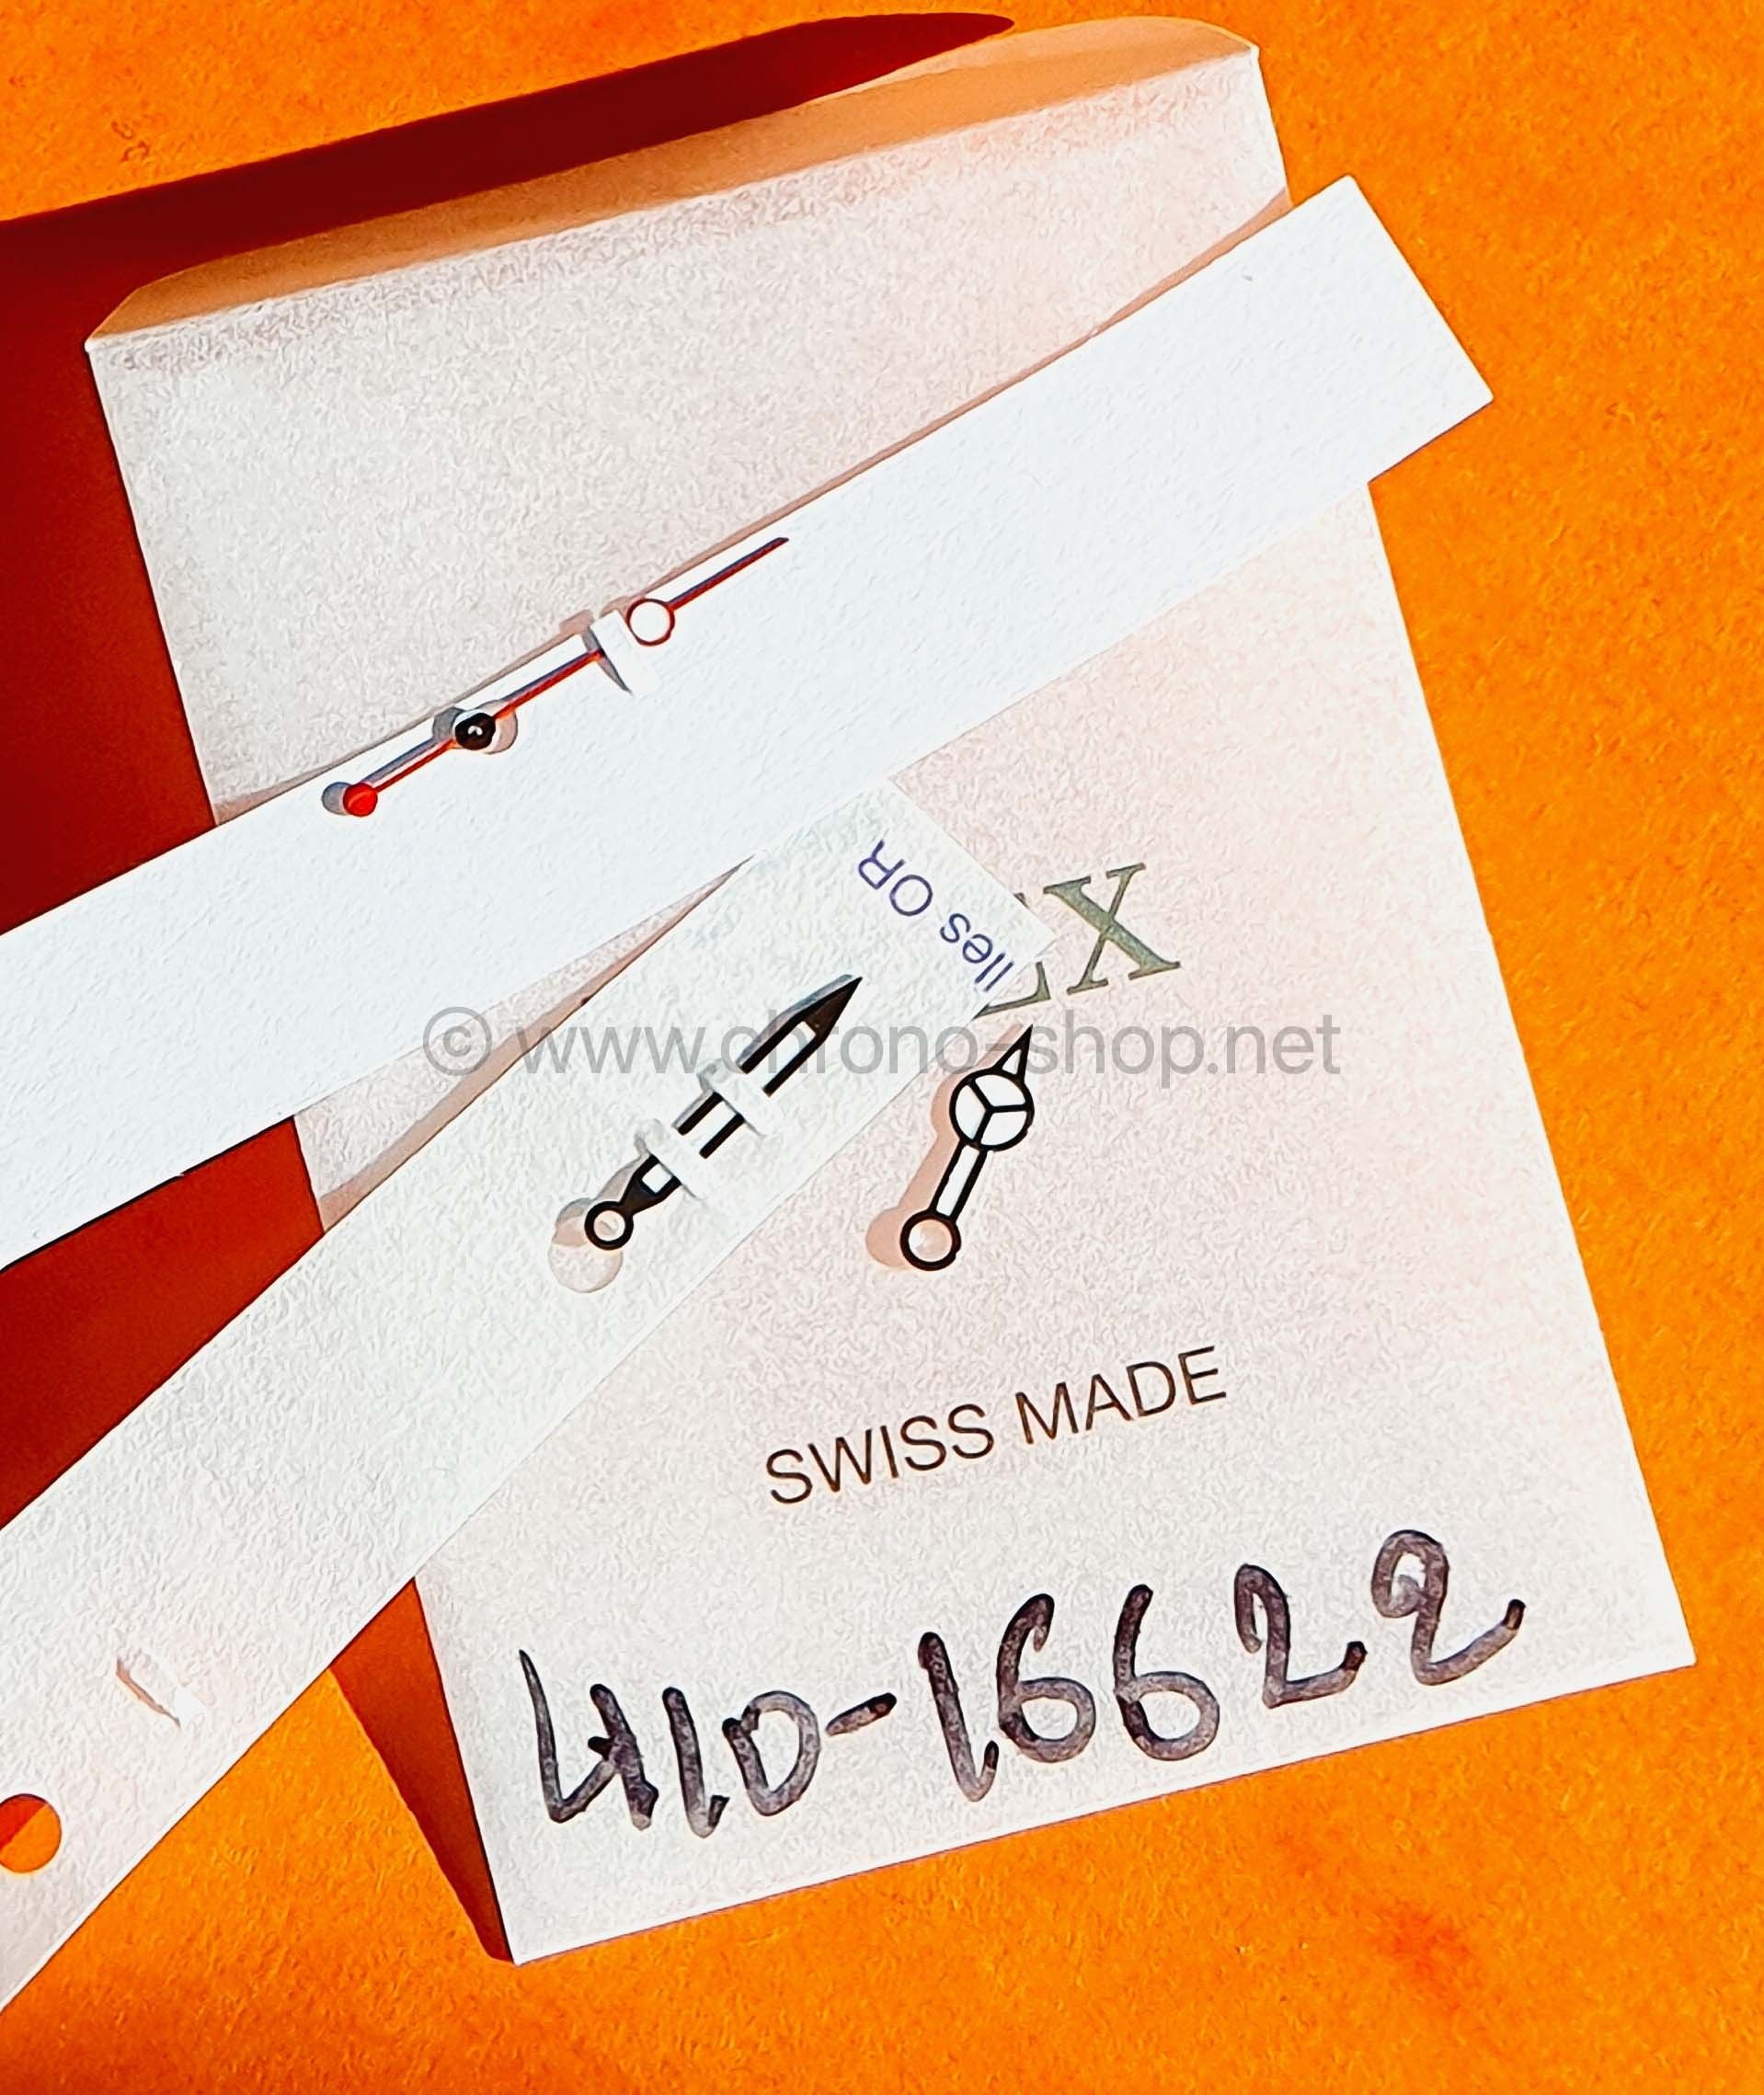 lles OR
EX
© www.chrono-shop.net
SWISS MADE
410-16622